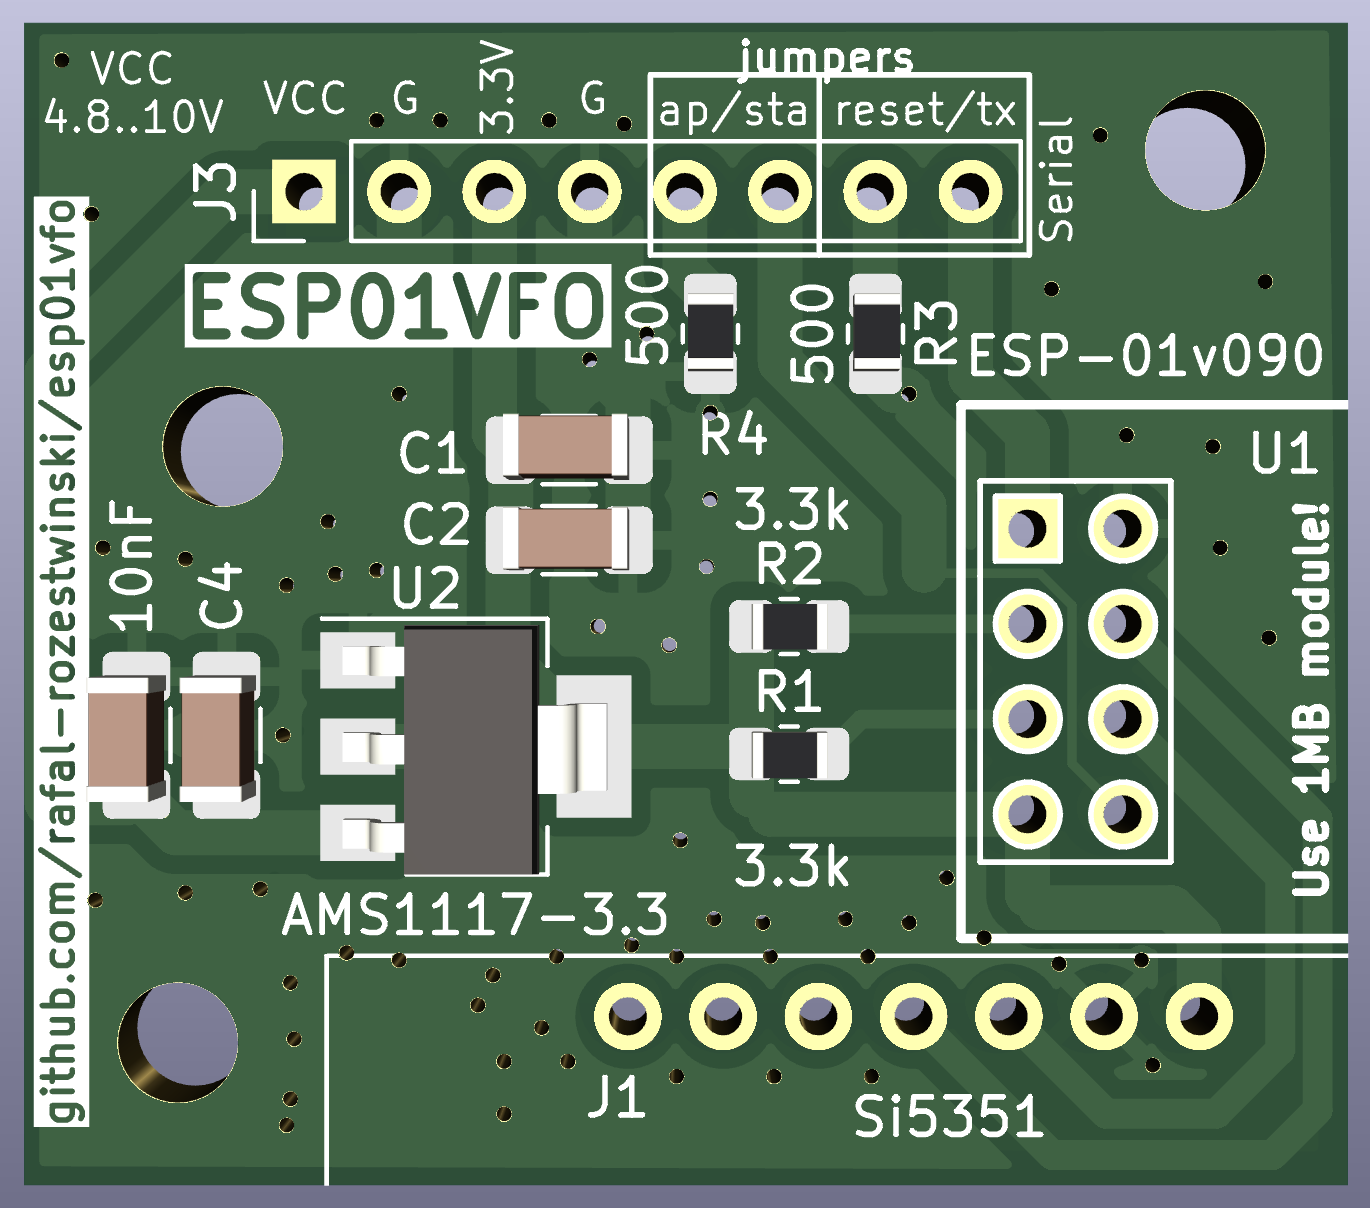 jumpers
VCC
4.8..10V
VCC
G
3.3V
G
ap/sta
reset/tx
Serial
J3
ESP01VFO
500
500
R3
ESP-01v090
R4
C1
C2
U1
3.3k
R2
10nF
C4
U2
R1
3.3k
Use 1MB module!
AMS1117-3.3
J1
Si5351
github.com/rafal-rozestwinski/esp01vfo